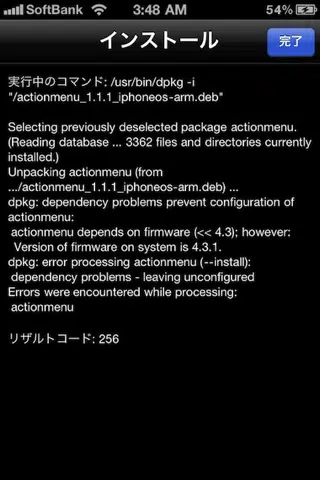 SoftBank 3:48 AM 54%
インストール 完了
実行中のコマンド: /usr/bin/dpkg -i
"/actionmenu_1.1.1_iphoneos-arm.deb"
Selecting previously deselected package actionmenu.
(Reading database ... 3362 files and directories currently
installed.)
Unpacking actionmenu (from
.../actionmenu_1.1.1_iphoneos-arm.deb) ...
dpkg: dependency problems prevent configuration of
actionmenu:
actionmenu depends on firmware (<< 4.3); however:
Version of firmware on system is 4.3.1.
dpkg: error processing actionmenu (--install):
dependency problems - leaving unconfigured
Errors were encountered while processing:
actionmenu
リザルトコード: 256